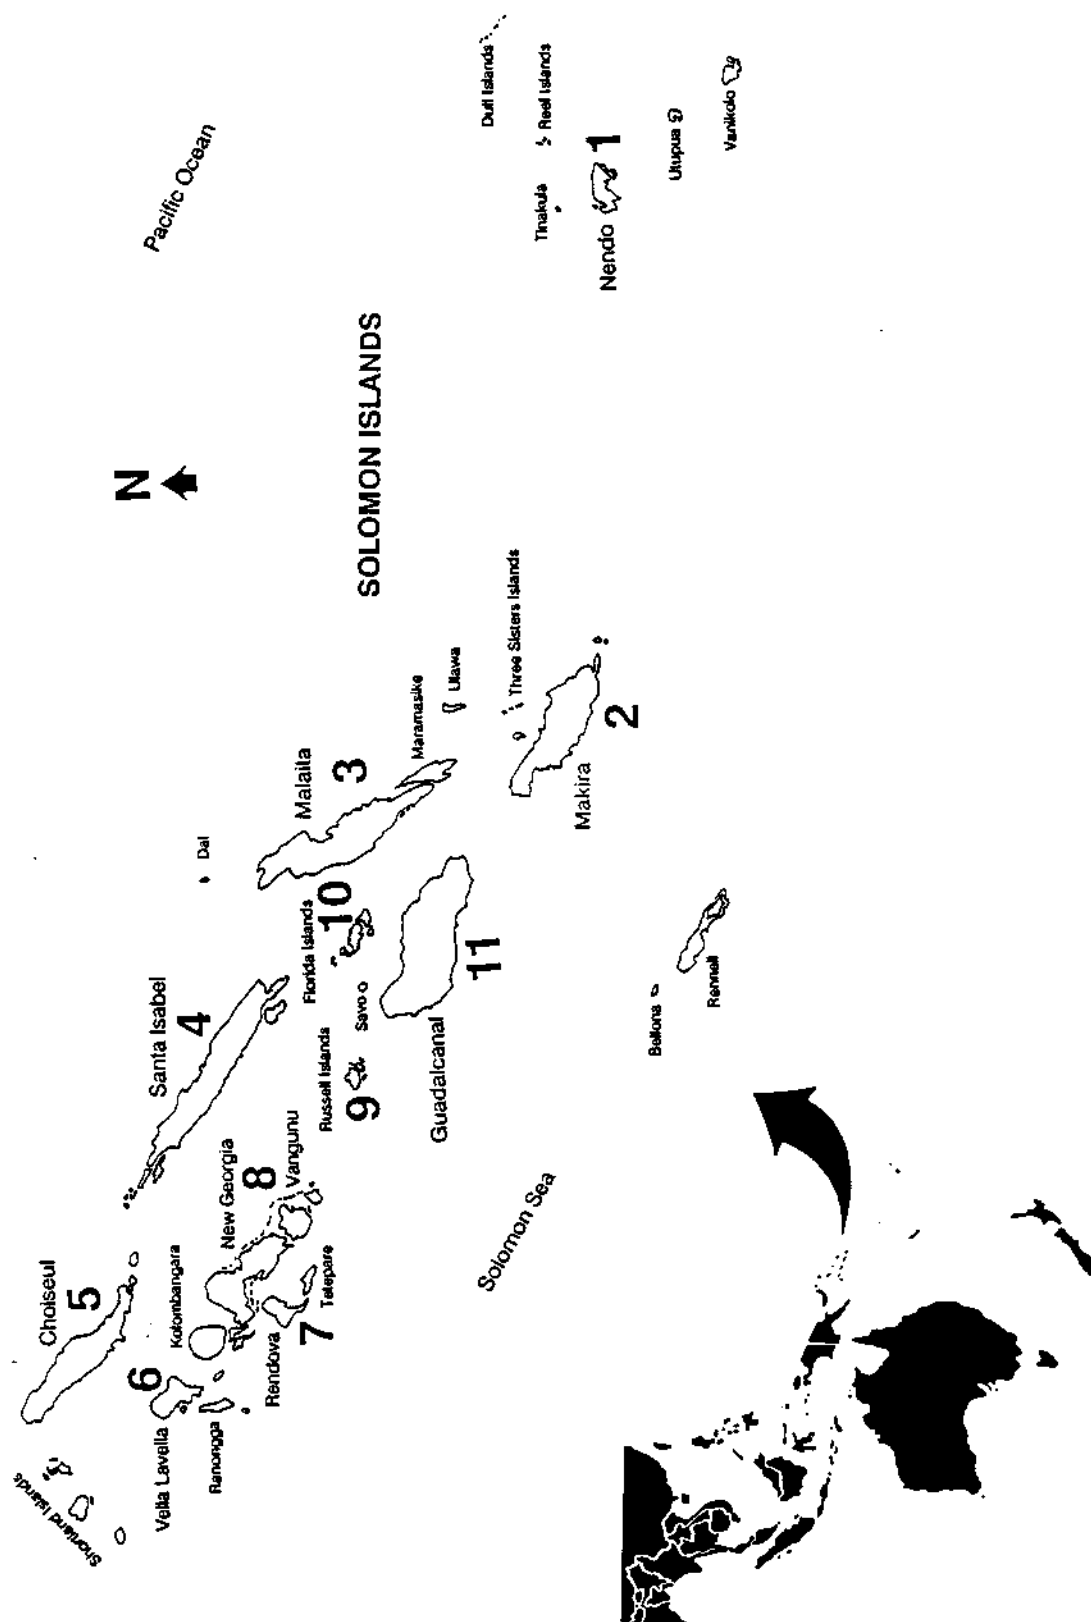 Shortland Islands
Choiseul
5
6
Vella Lavella
Kolombangara
Ranongga
Santa Isabel
4
N
Pacific Ocean
Dai
New Georgia
8
Vangunu
Rendova
7
Tetepare
Malaita
3
Florida Islands
10
Russell Islands
9
Savo
SOLOMON ISLANDS
Maramasike
Ulawa
Guadalcanal
11
Three Sisters Islands
Duff Islands
Reef Islands
Tinakula
Solomon Sea
Makira
2
Nendo
1
Utupua
Vanikolo
Bellona
Rennell